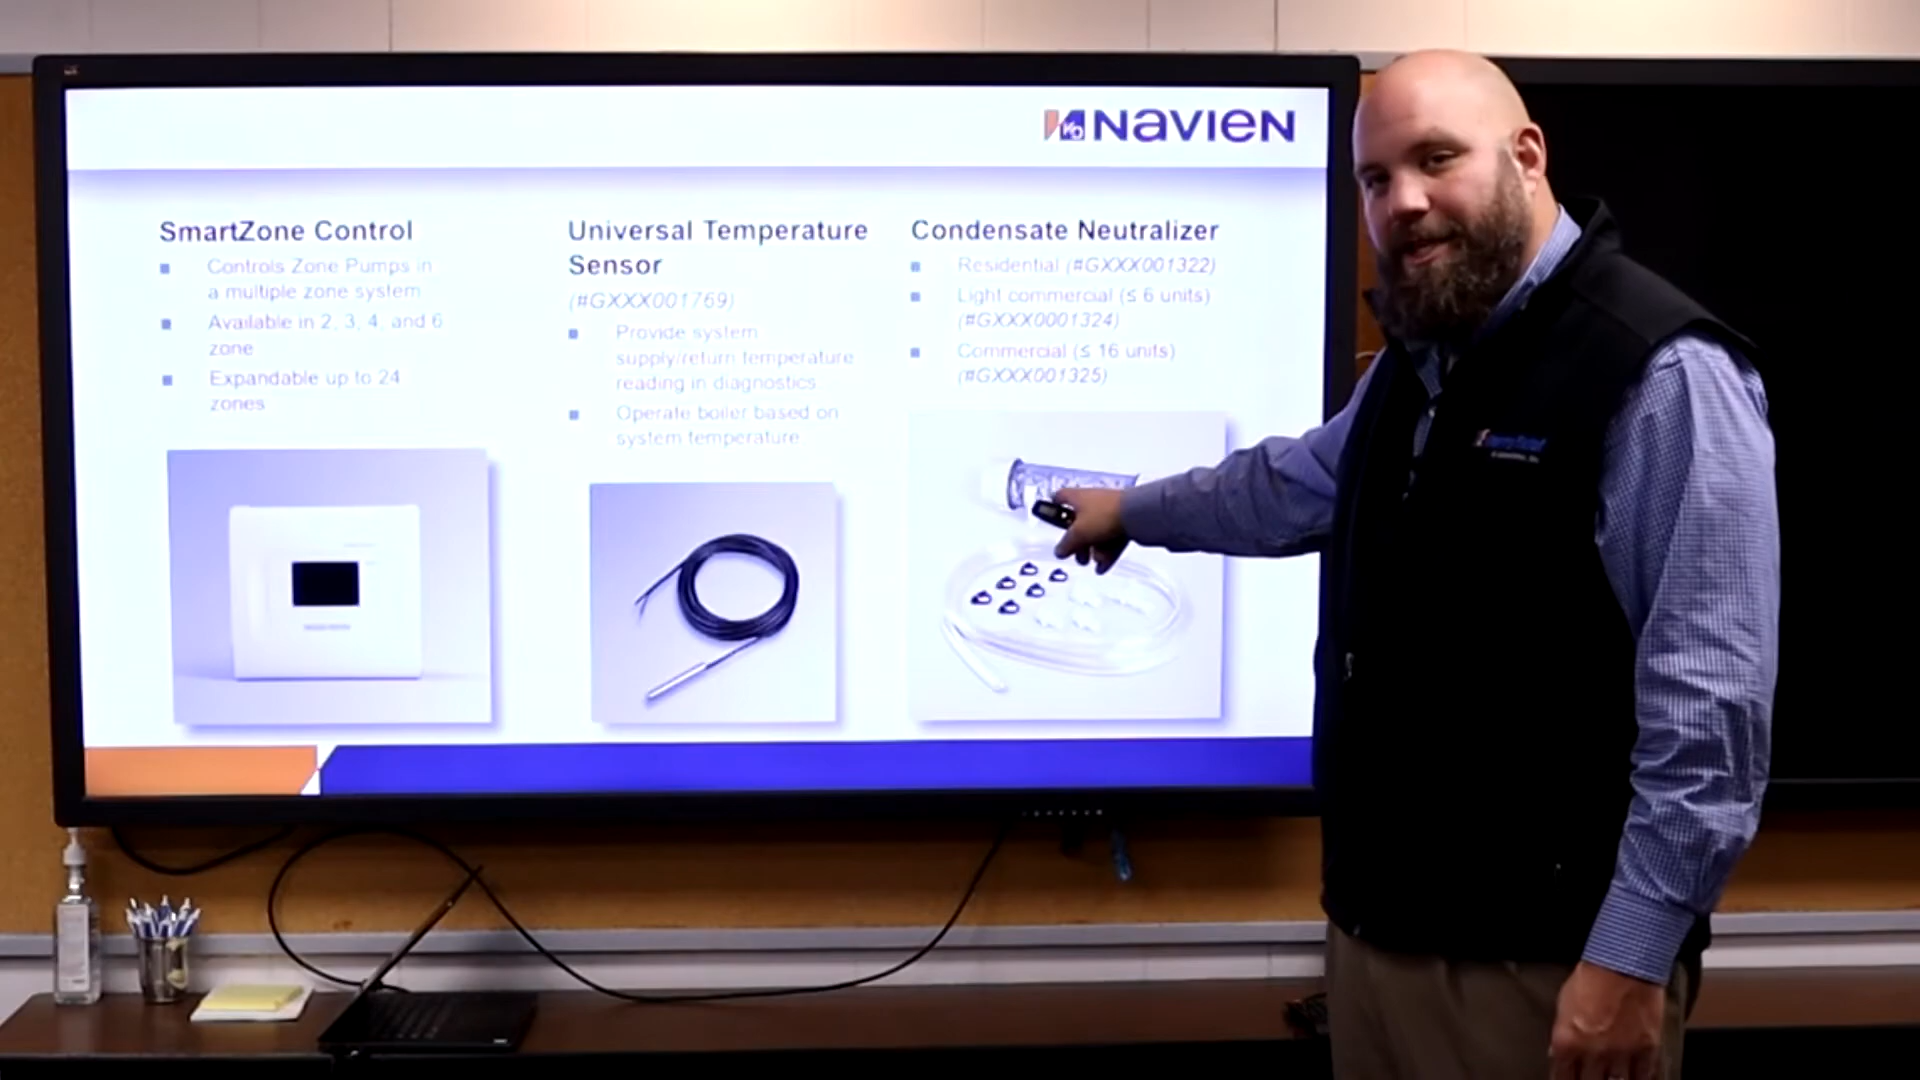 NAVIEN
SmartZone Control
Controls Zone Pumps in
a multiple zone system
Available in 2, 3, 4, and 6
zone
Expandable up to 24
zones
Universal Temperature
Sensor
(#GXXX001769)
Provide system
supply/return temperature
reading in diagnostics.
Operate boiler based on
system temperature.
Condensate Neutralizer
Residential (#GXXX001322)
Light commercial (≤ 6 units)
(#GXXX0001324)
Commercial (≤ 16 units)
(#GXXX001325)